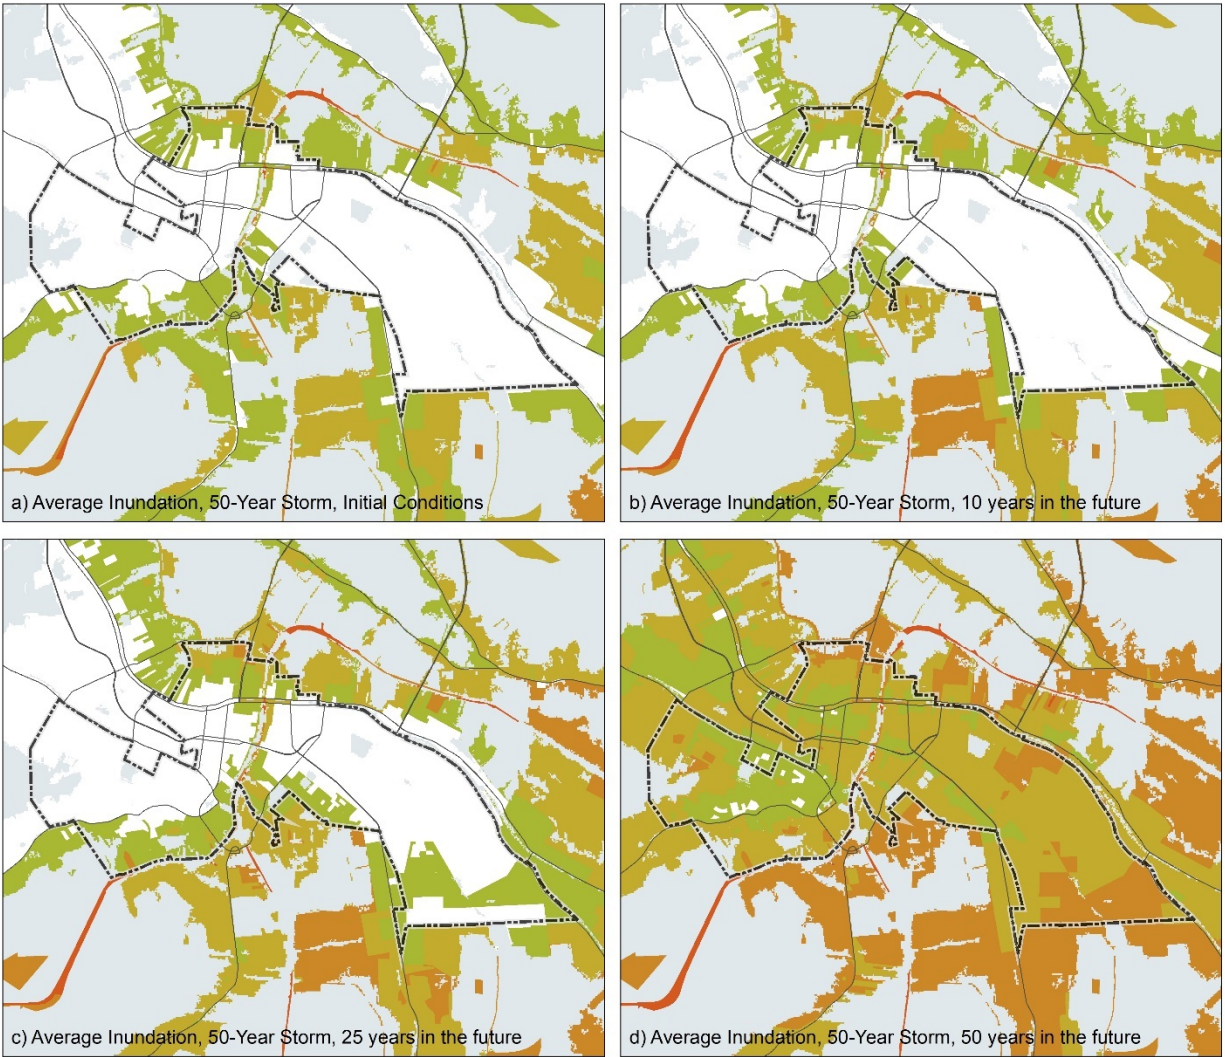 a) Average Inundation, 50-Year Storm, Initial Conditions
b) Average Inundation, 50-Year Storm, 10 years in the future
c) Average Inundation, 50-Year Storm, 25 years in the future
d) Average Inundation, 50-Year Storm, 50 years in the future